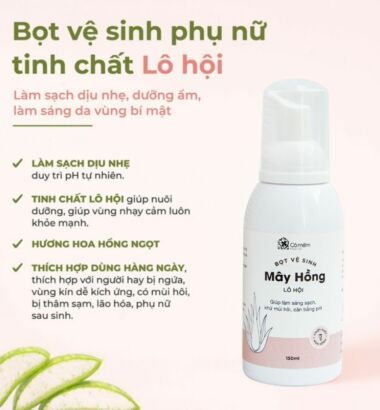 Bọt vệ sinh phụ nữ
tinh chất Lô hội
Làm sạch dịu nhẹ, dưỡng ẩm,
làm sáng da vùng bí mật
LÀM SẠCH DỊU NHẸ
duy trì pH tự nhiên.
TINH CHẤT LÔ HỘI giúp nuôi
dưỡng, giúp vùng nhạy cảm luôn
khỏe mạnh.
HƯƠNG HOA HỒNG NGỌT
THÍCH HỢP DÙNG HÀNG NGÀY,
thích hợp với người hay bị ngứa,
vùng kín dễ kích ứng, có mùi hôi,
bị thâm sạm, lão hóa, phụ nữ
sau sinh.
Cỏ mềm
BỌT VỆ SINH
Mây Hồng
LÔ HỘI
Giúp làm sáng sạch,
khử mùi hôi, cân bằng pH
150ml